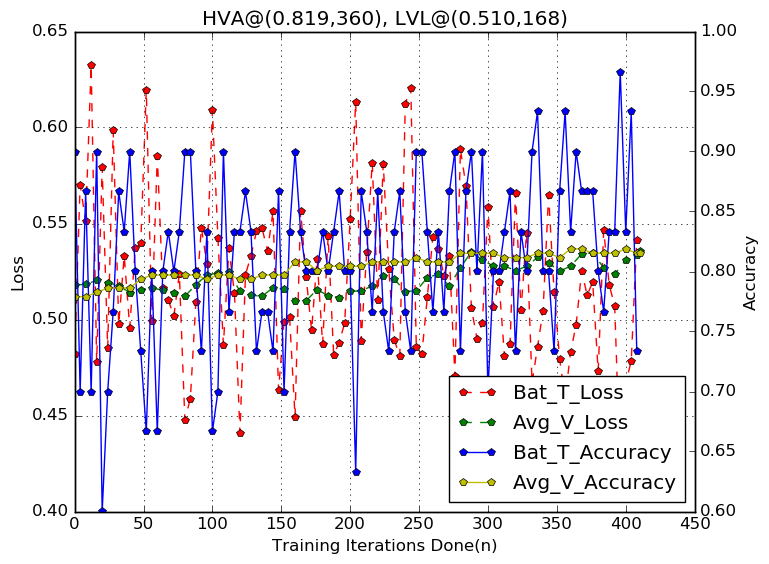 HVA@(0.819,360), LVL@(0.510,168)
0.65
0.60
0.55
0.50
0.45
0.40
Loss
1.00
0.95
0.90
0.85
0.80
0.75
0.70
0.65
0.60
Accuracy
Bat_T_Loss
Avg_V_Loss
Bat_T_Accuracy
Avg_V_Accuracy
0 50 100 150 200 250 300 350 400 450
Training Iterations Done(n)